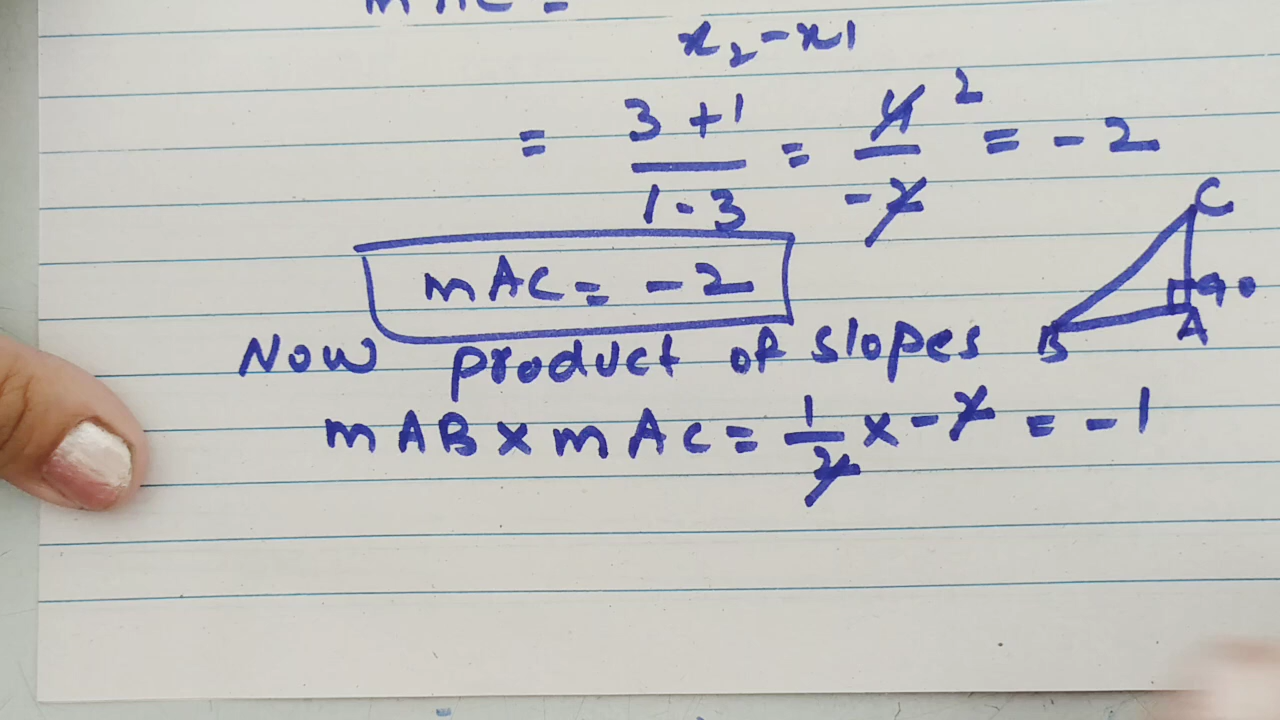 mAC =
x₂-x1
= 3+1 / 1-3 = 4 2 / -2 = -2
mAC = -2
C
90
B A
Now product of slopes
mAB x mAC = 1/2 x -2 = -1